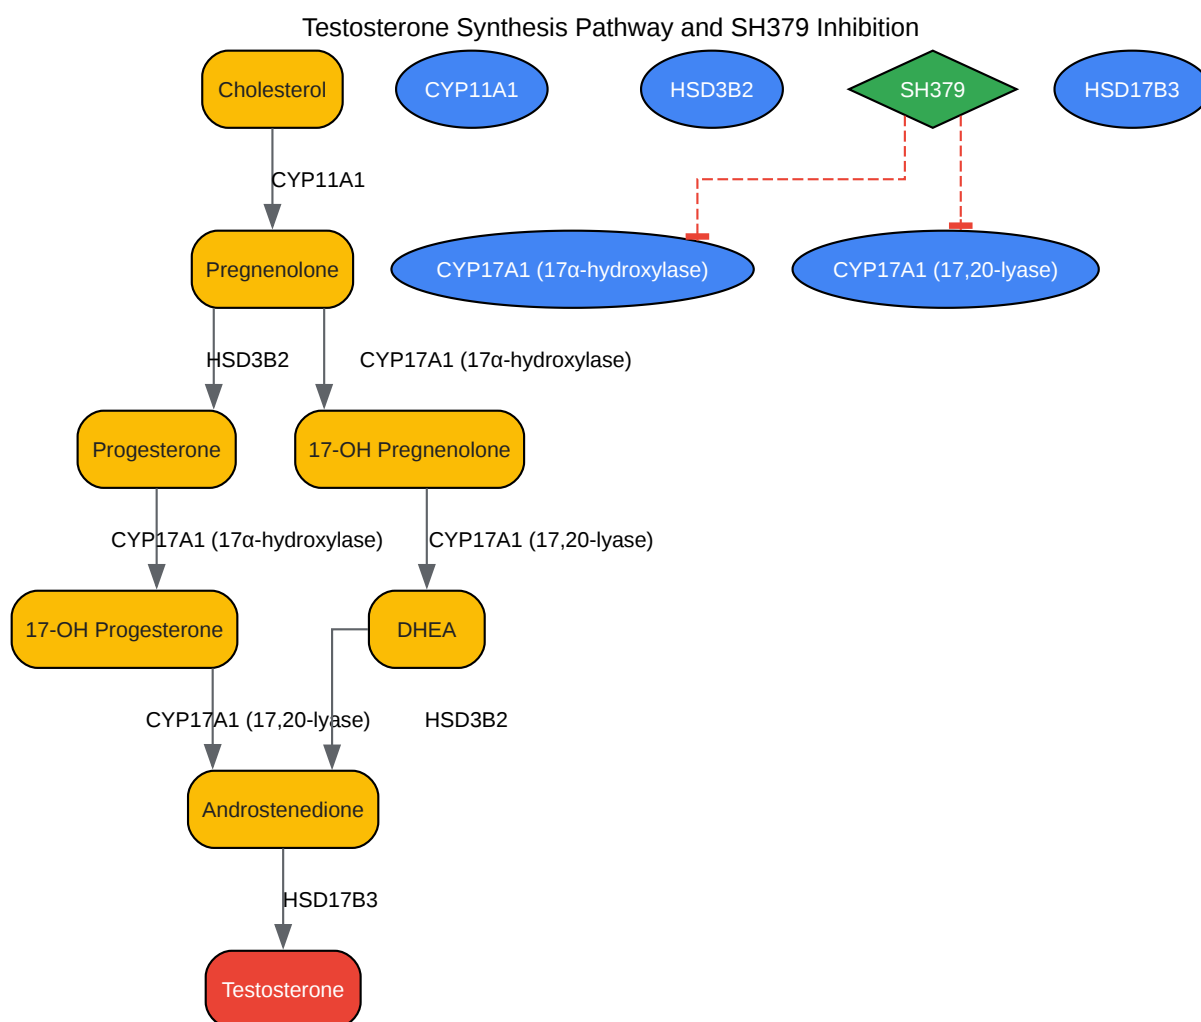 Testosterone Synthesis Pathway and SH379 Inhibition
Cholesterol
CYP11A1
HSD3B2
SH379
HSD17B3
CYP11A1
Pregnenolone
CYP17A1 (17α-hydroxylase)
CYP17A1 (17,20-lyase)
HSD3B2
CYP17A1 (17α-hydroxylase)
Progesterone
17-OH Pregnenolone
CYP17A1 (17α-hydroxylase)
CYP17A1 (17,20-lyase)
17-OH Progesterone
DHEA
CYP17A1 (17,20-lyase)
HSD3B2
Androstenedione
HSD17B3
Testosterone